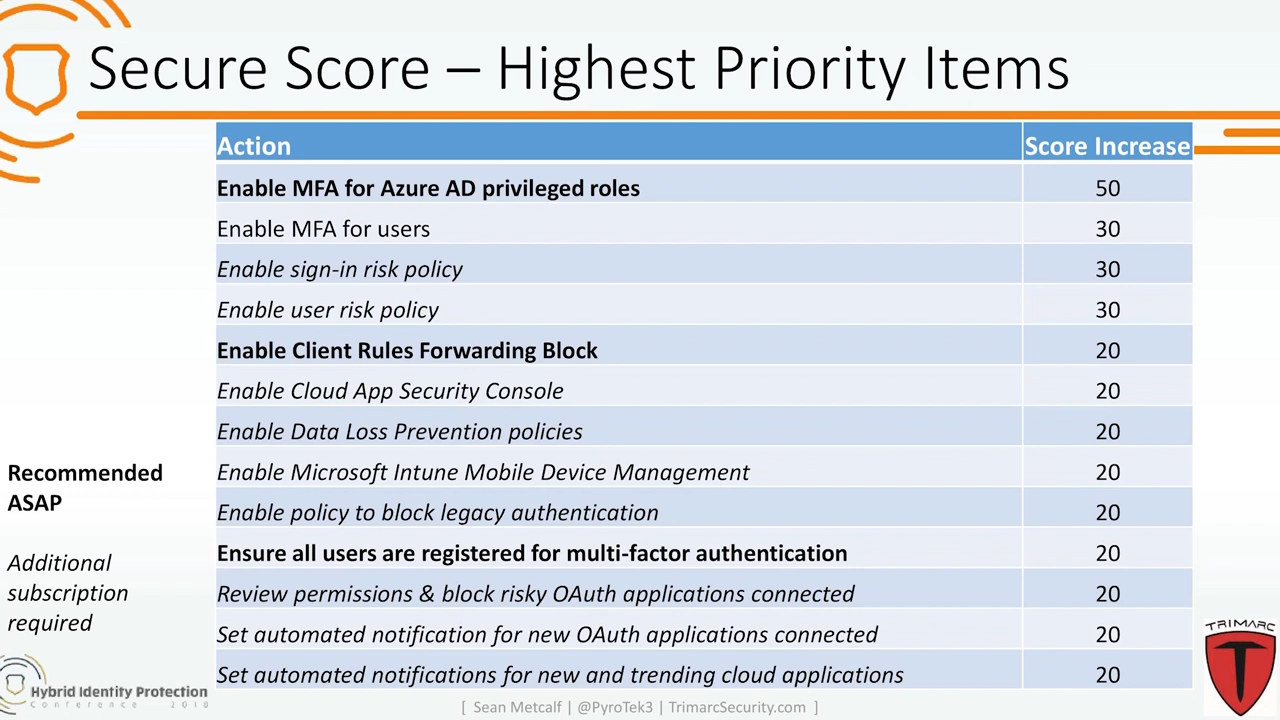 Secure Score – Highest Priority Items
Action Score Increase
Enable MFA for Azure AD privileged roles 50
Enable MFA for users 30
Enable sign-in risk policy 30
Enable user risk policy 30
Enable Client Rules Forwarding Block 20
Enable Cloud App Security Console 20
Enable Data Loss Prevention policies 20
Enable Microsoft Intune Mobile Device Management 20
Enable policy to block legacy authentication 20
Ensure all users are registered for multi-factor authentication 20
Review permissions & block risky OAuth applications connected 20
Set automated notification for new OAuth applications connected 20
Set automated notifications for new and trending cloud applications 20
Recommended
ASAP
Additional
subscription
required
Hybrid Identity Protection
Conference 2018
[ Sean Metcalf | @PyroTek3 | TrimarcSecurity.com ]
TRIMARC